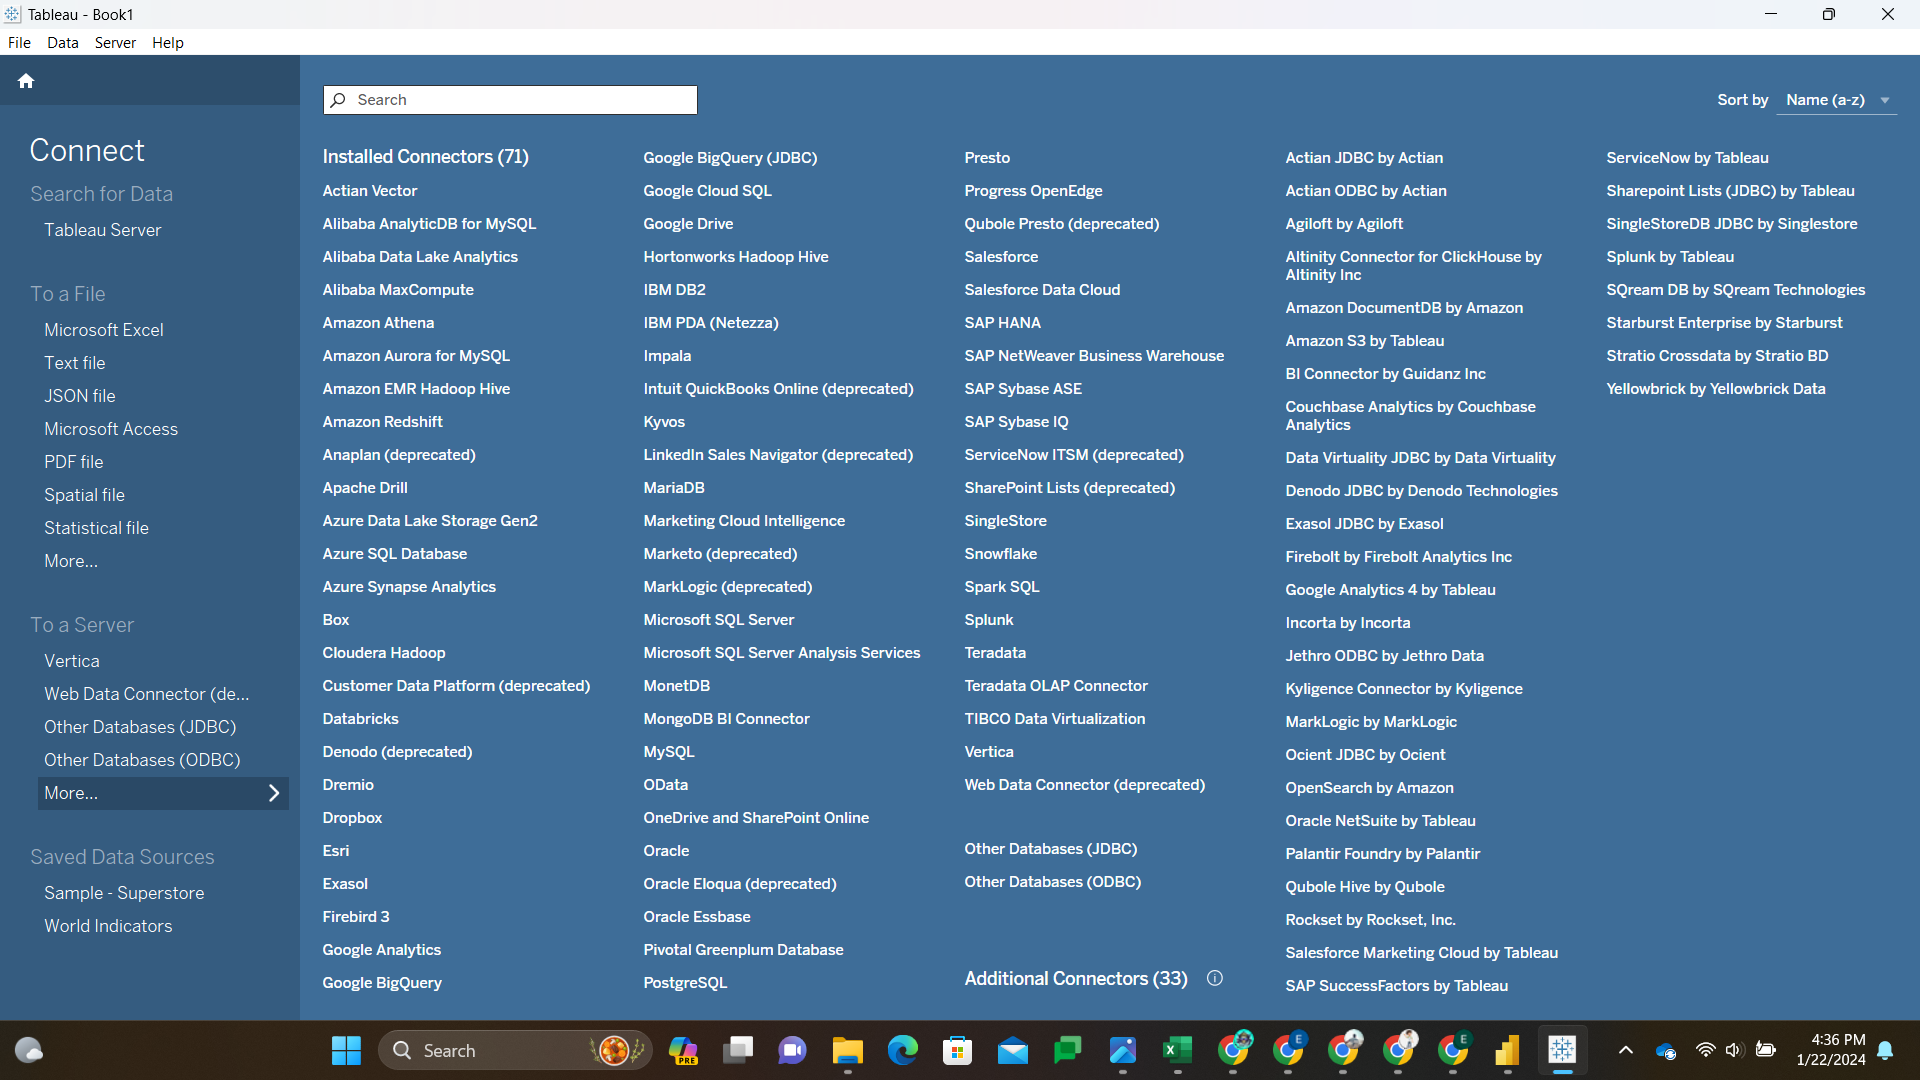 Tableau - Book1
File Data Server Help
Connect
Search for Data
Tableau Server
To a File
Microsoft Excel
Text file
JSON file
Microsoft Access
PDF file
Spatial file
Statistical file
More...
To a Server
Vertica
Web Data Connector (de...
Other Databases (JDBC)
Other Databases (ODBC)
More...
Saved Data Sources
Sample - Superstore
World Indicators
Search
Sort by Name (a-z)
Installed Connectors (71)
Actian Vector
Alibaba AnalyticDB for MySQL
Alibaba Data Lake Analytics
Alibaba MaxCompute
Amazon Athena
Amazon Aurora for MySQL
Amazon EMR Hadoop Hive
Amazon Redshift
Anaplan (deprecated)
Apache Drill
Azure Data Lake Storage Gen2
Azure SQL Database
Azure Synapse Analytics
Box
Cloudera Hadoop
Customer Data Platform (deprecated)
Databricks
Denodo (deprecated)
Dremio
Dropbox
Esri
Exasol
Firebird 3
Google Analytics
Google BigQuery
Google BigQuery (JDBC)
Google Cloud SQL
Google Drive
Hortonworks Hadoop Hive
IBM DB2
IBM PDA (Netezza)
Impala
Intuit QuickBooks Online (deprecated)
Kyvos
LinkedIn Sales Navigator (deprecated)
MariaDB
Marketing Cloud Intelligence
Marketo (deprecated)
MarkLogic (deprecated)
Microsoft SQL Server
Microsoft SQL Server Analysis Services
MonetDB
MongoDB BI Connector
MySQL
OData
OneDrive and SharePoint Online
Oracle
Oracle Eloqua (deprecated)
Oracle Essbase
Pivotal Greenplum Database
PostgreSQL
Presto
Progress OpenEdge
Qubole Presto (deprecated)
Salesforce
Salesforce Data Cloud
SAP HANA
SAP NetWeaver Business Warehouse
SAP Sybase ASE
SAP Sybase IQ
ServiceNow ITSM (deprecated)
SharePoint Lists (deprecated)
SingleStore
Snowflake
Spark SQL
Splunk
Teradata
Teradata OLAP Connector
TIBCO Data Virtualization
Vertica
Web Data Connector (deprecated)
Other Databases (JDBC)
Other Databases (ODBC)
Additional Connectors (33)
Actian JDBC by Actian
Actian ODBC by Actian
Agiloft by Agiloft
Altinity Connector for ClickHouse by
Altinity Inc
Amazon DocumentDB by Amazon
Amazon S3 by Tableau
BI Connector by Guidanz Inc
Couchbase Analytics by Couchbase
Analytics
Data Virtuality JDBC by Data Virtuality
Denodo JDBC by Denodo Technologies
Exasol JDBC by Exasol
Firebolt by Firebolt Analytics Inc
Google Analytics 4 by Tableau
Incorta by Incorta
Jethro ODBC by Jethro Data
Kyligence Connector by Kyligence
MarkLogic by MarkLogic
Ocient JDBC by Ocient
OpenSearch by Amazon
Oracle NetSuite by Tableau
Palantir Foundry by Palantir
Qubole Hive by Qubole
Rockset by Rockset, Inc.
Salesforce Marketing Cloud by Tableau
SAP SuccessFactors by Tableau
ServiceNow by Tableau
Sharepoint Lists (JDBC) by Tableau
SingleStoreDB JDBC by Singlestore
Splunk by Tableau
SQream DB by SQream Technologies
Starburst Enterprise by Starburst
Stratio Crossdata by Stratio BD
Yellowbrick by Yellowbrick Data
Search
PRE
E
E
4:36 PM
1/22/2024